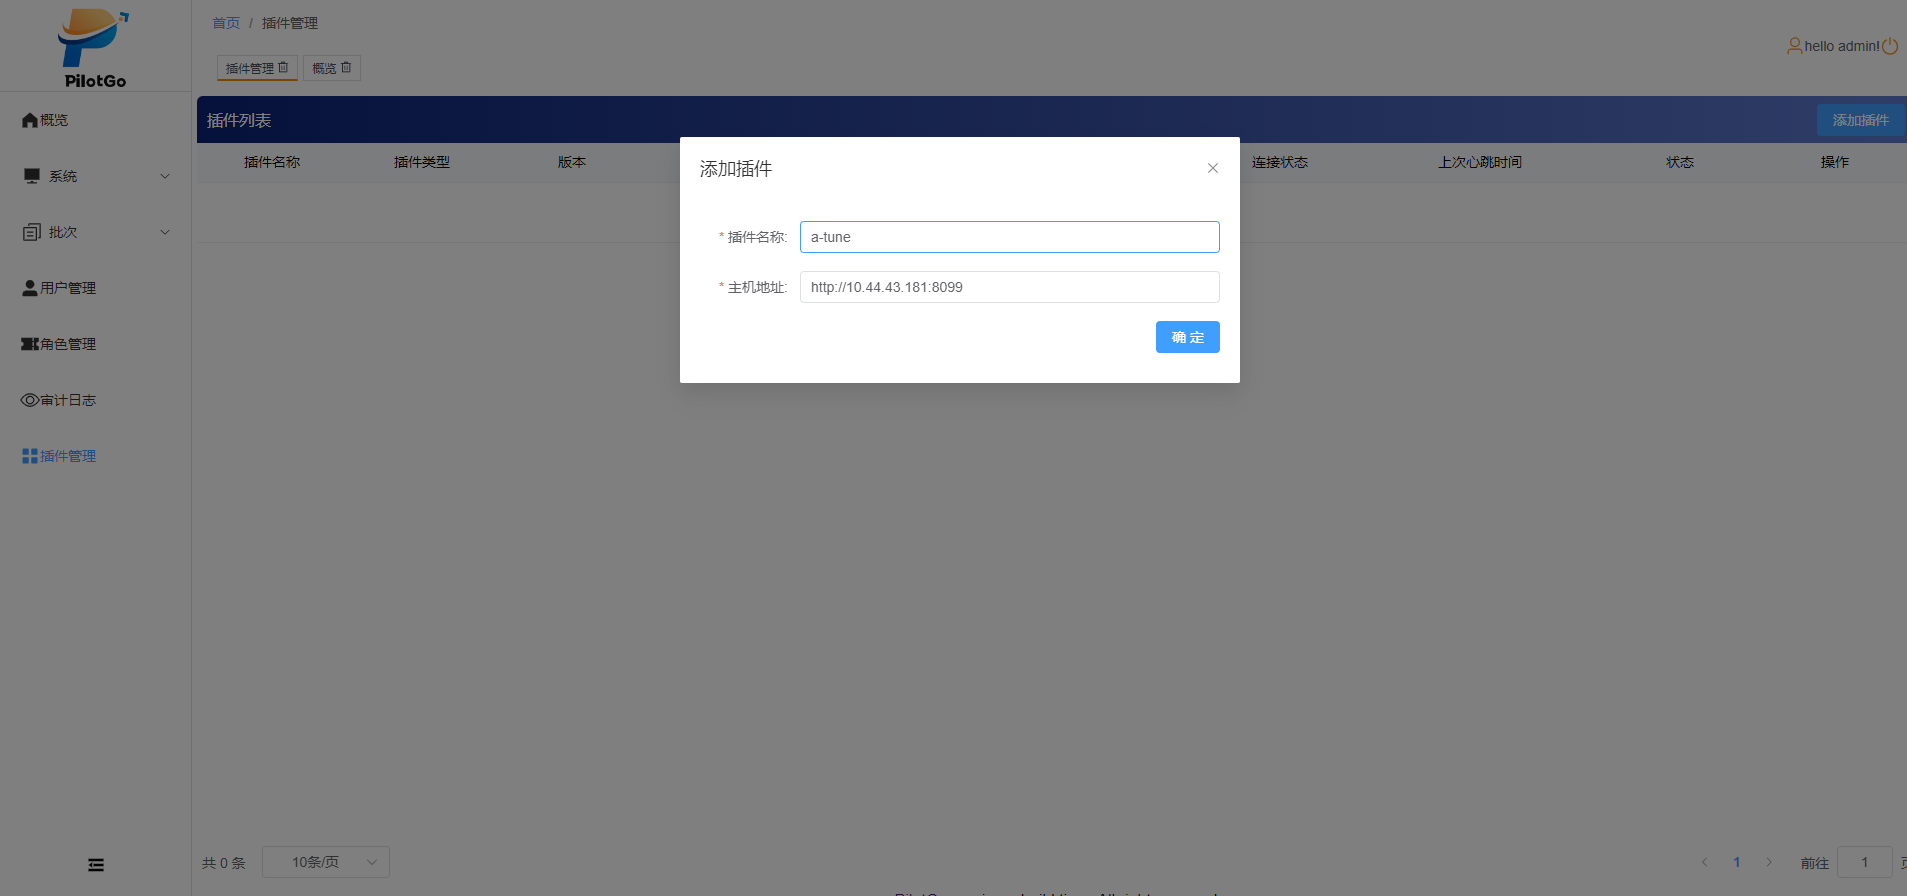 PilotGo
首页 / 插件管理
插件管理 概览
hello admin!
概览
系统
批次
用户管理
角色管理
审计日志
插件管理
插件列表 添加插件
插件名称 插件类型 版本 连接状态 上次心跳时间 状态 操作
添加插件
* 插件名称: a-tune
* 主机地址: http://10.44.43.181:8099
确 定
共 0 条 10条/页 1 前往 1